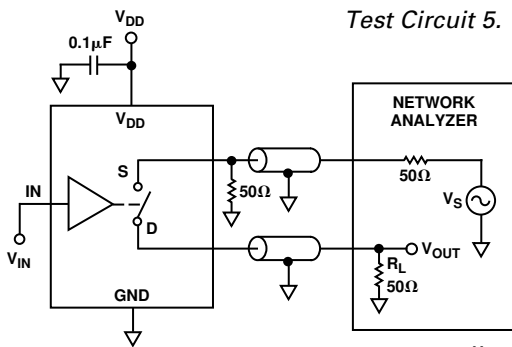 Test Circuit 5.
VDD
0.1μF
VDD
NETWORK
ANALYZER
S
IN
50Ω
50Ω
VS
D
VIN
VOUT
RL
50Ω
GND